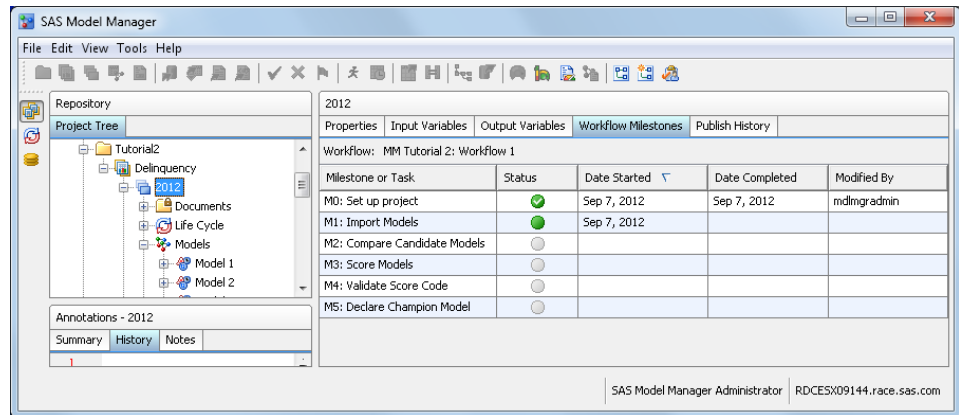 SAS Model Manager
File Edit View Tools Help
Repository
Project Tree
Tutorial2
Delinquency
2012
Documents
Life Cycle
Models
Model 1
Model 2
Annotations - 2012
Summary History Notes
1
2012
Properties Input Variables Output Variables Workflow Milestones Publish History
Workflow: MM Tutorial 2: Workflow 1
Milestone or Task Status Date Started Date Completed Modified By
M0: Set up project Sep 7, 2012 Sep 7, 2012 mdlmgradmin
M1: Import Models Sep 7, 2012
M2: Compare Candidate Models
M3: Score Models
M4: Validate Score Code
M5: Declare Champion Model
SAS Model Manager Administrator RDCESX09144.race.sas.com